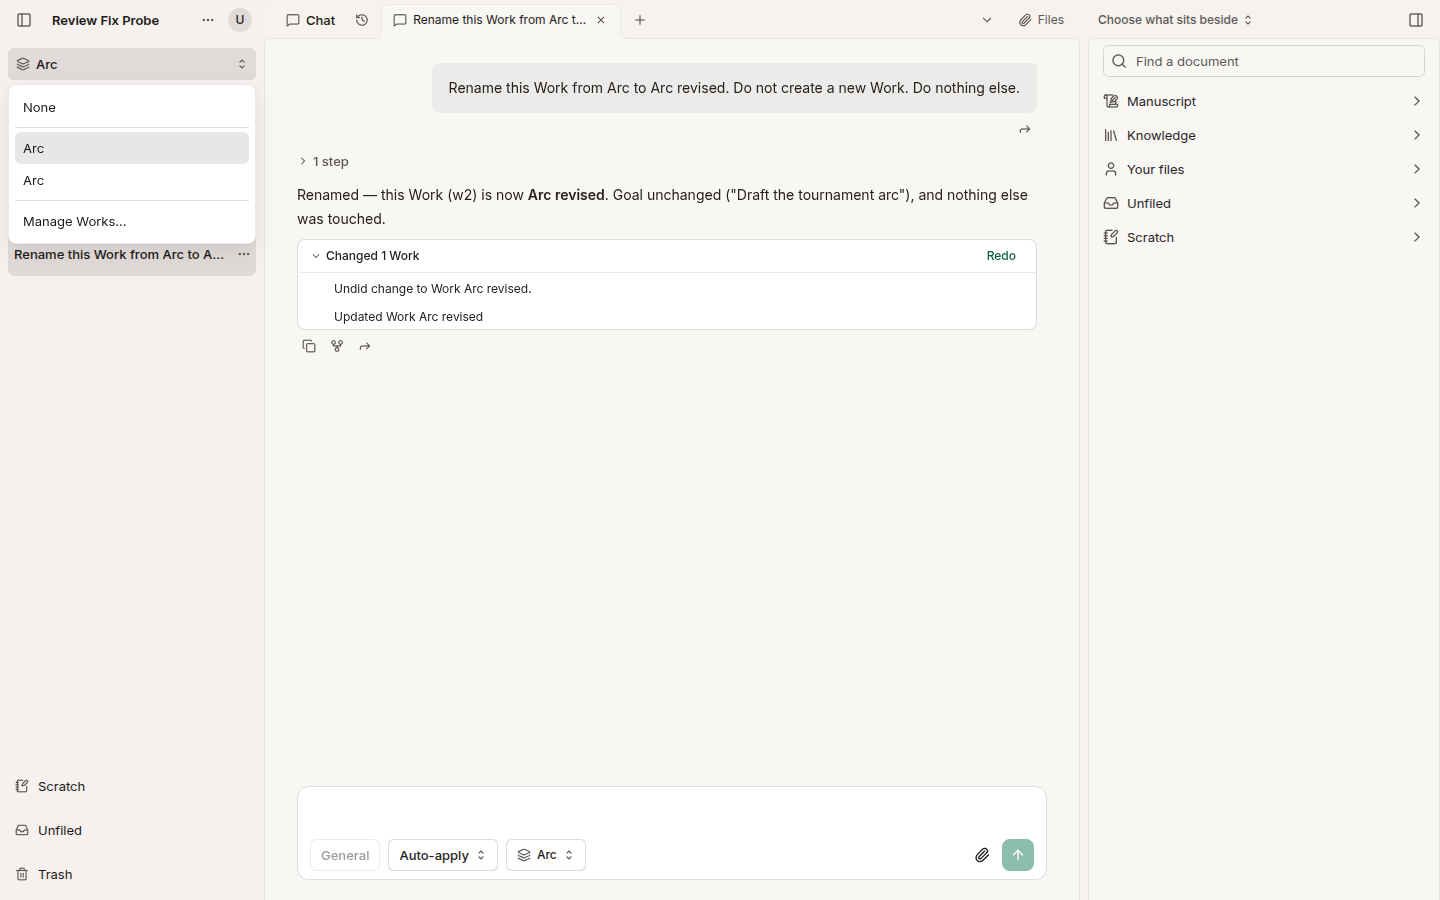 Review Fix Probe
U
Arc
None
Arc
Arc
Manage Works...
Rename this Work from Arc to A...
Scratch
Unfiled
Trash
Chat
Rename this Work from Arc t...
Files
Rename this Work from Arc to Arc revised. Do not create a new Work. Do nothing else.
1 step
Renamed — this Work (w2) is now Arc revised. Goal unchanged ("Draft the tournament arc"), and nothing else
was touched.
Changed 1 Work
Redo
Undid change to Work Arc revised.
Updated Work Arc revised
General
Auto-apply
Arc
Choose what sits beside
Find a document
Manuscript
Knowledge
Your files
Unfiled
Scratch